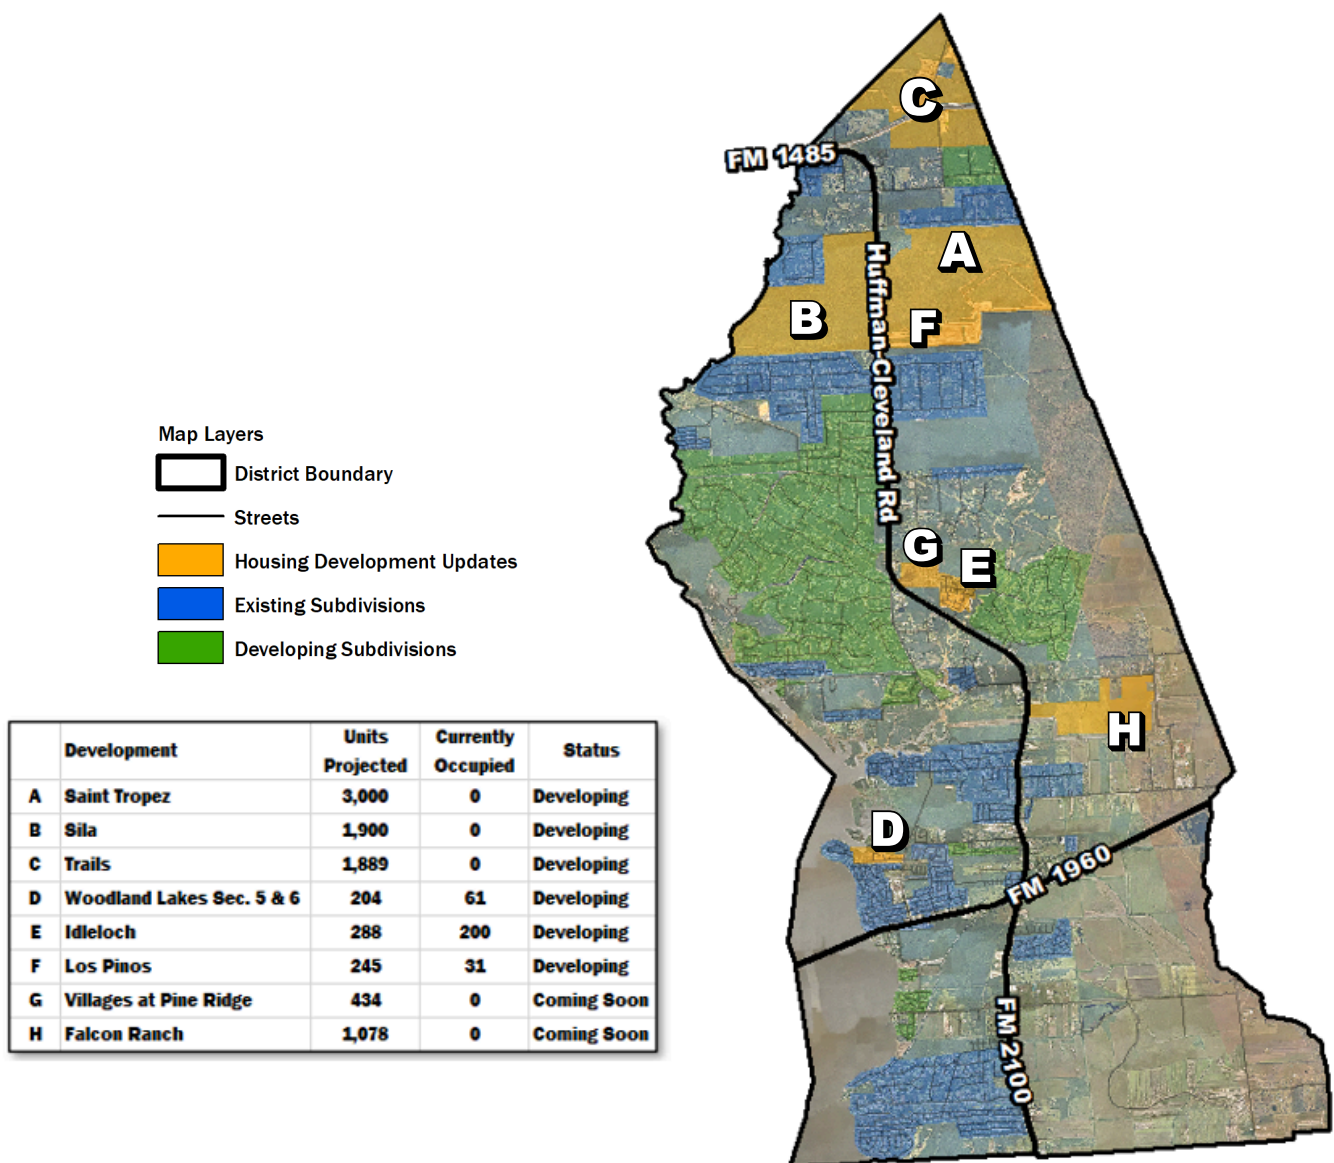 C
FM 1485
A
Huffman-Cleveland Rd
B
F
G
E
H
D
FM 1960
FM 2100
Map Layers
District Boundary
Streets
Housing Development Updates
Existing Subdivisions
Developing Subdivisions
Development Units Projected Currently Occupied Status
A Saint Tropez 3,000 0 Developing
B Sila 1,900 0 Developing
C Trails 1,889 0 Developing
D Woodland Lakes Sec. 5 & 6 204 61 Developing
E Idleloch 288 200 Developing
F Los Pinos 245 31 Developing
G Villages at Pine Ridge 434 0 Coming Soon
H Falcon Ranch 1,078 0 Coming Soon